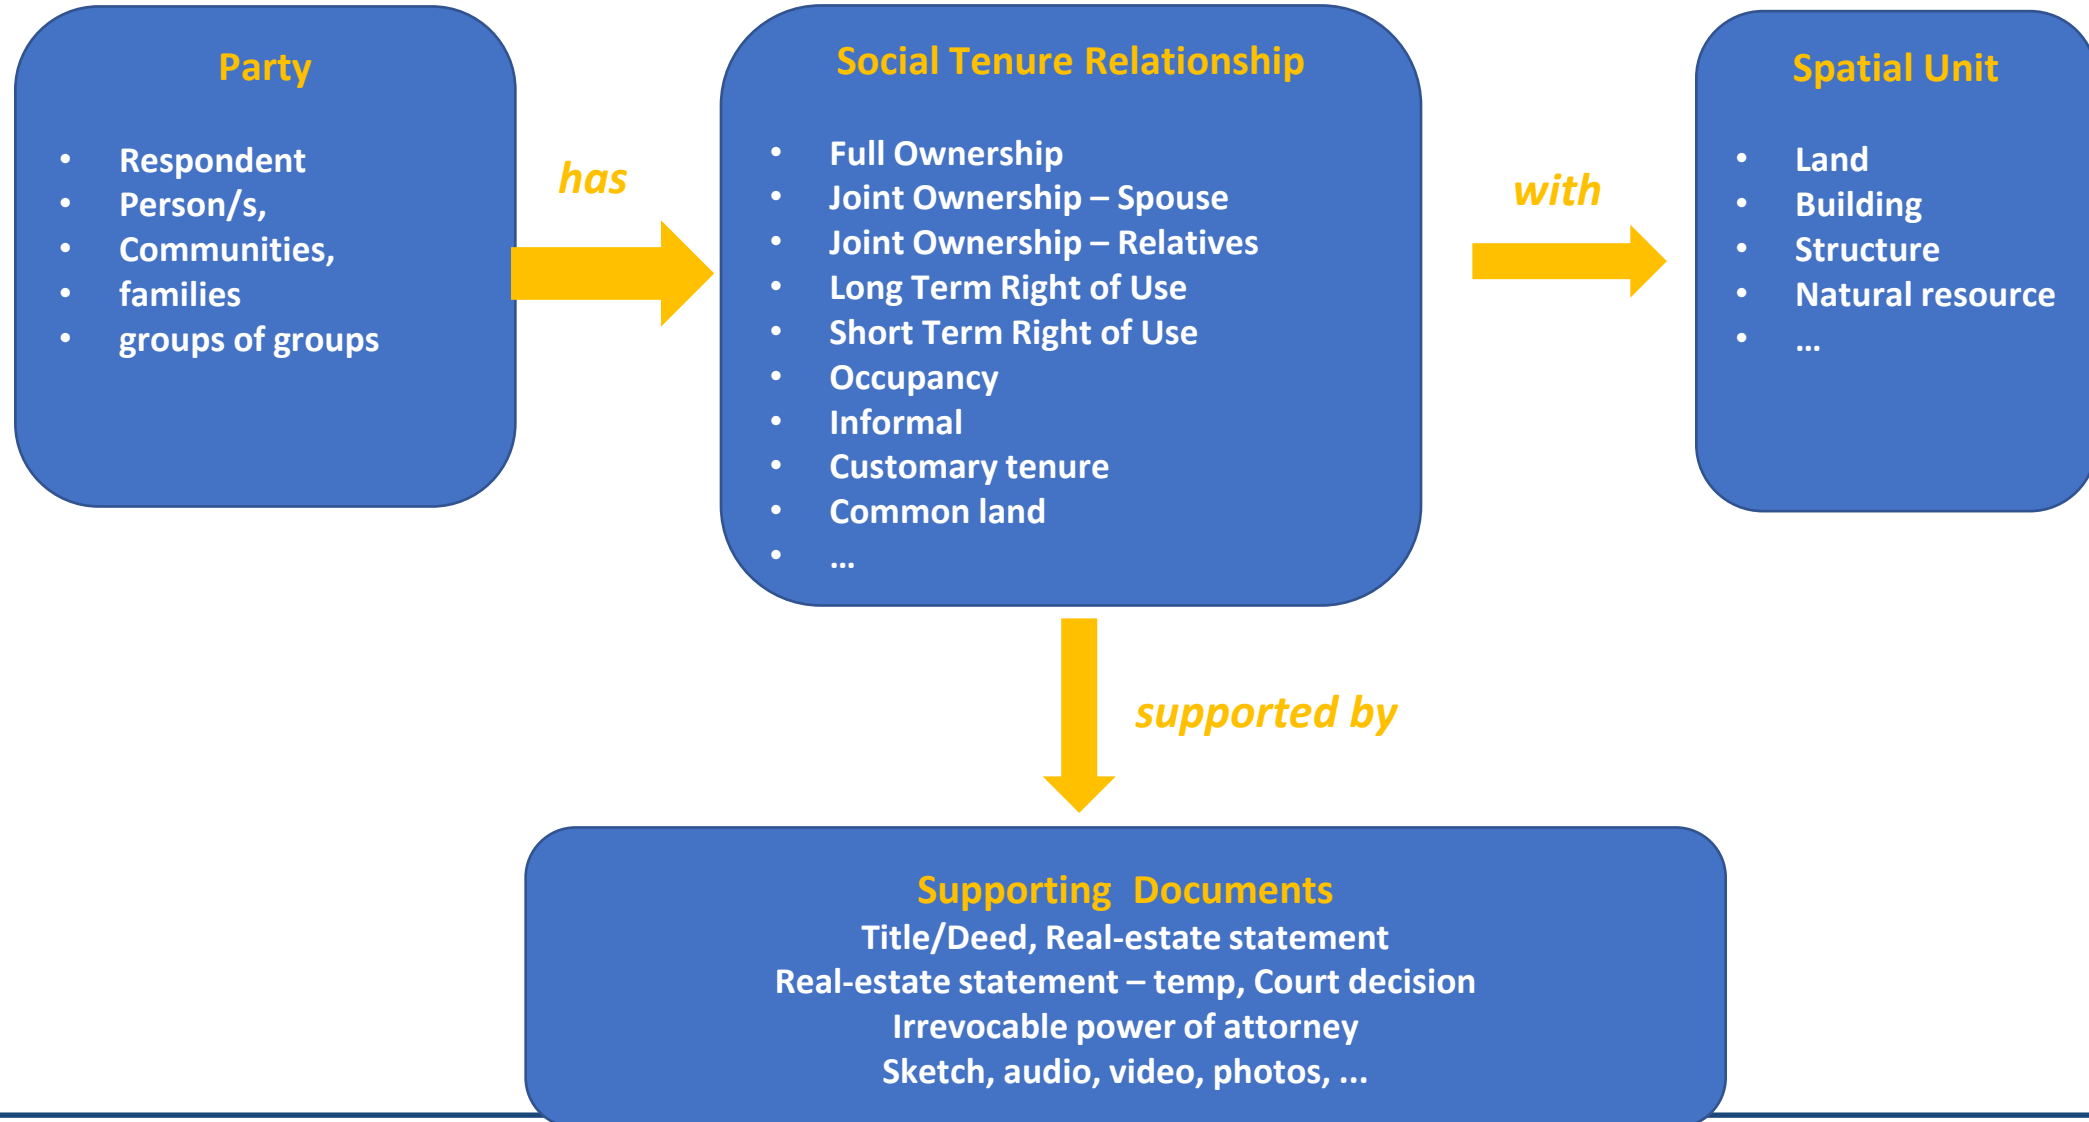 Party
• Respondent
• Person/s,
• Communities,
• families
• groups of groups
has
Social Tenure Relationship
• Full Ownership
• Joint Ownership – Spouse
• Joint Ownership – Relatives
• Long Term Right of Use
• Short Term Right of Use
• Occupancy
• Informal
• Customary tenure
• Common land
• ...
with
Spatial Unit
• Land
• Building
• Structure
• Natural resource
• ...
supported by
Supporting Documents
Title/Deed, Real-estate statement
Real-estate statement – temp, Court decision
Irrevocable power of attorney
Sketch, audio, video, photos, ...